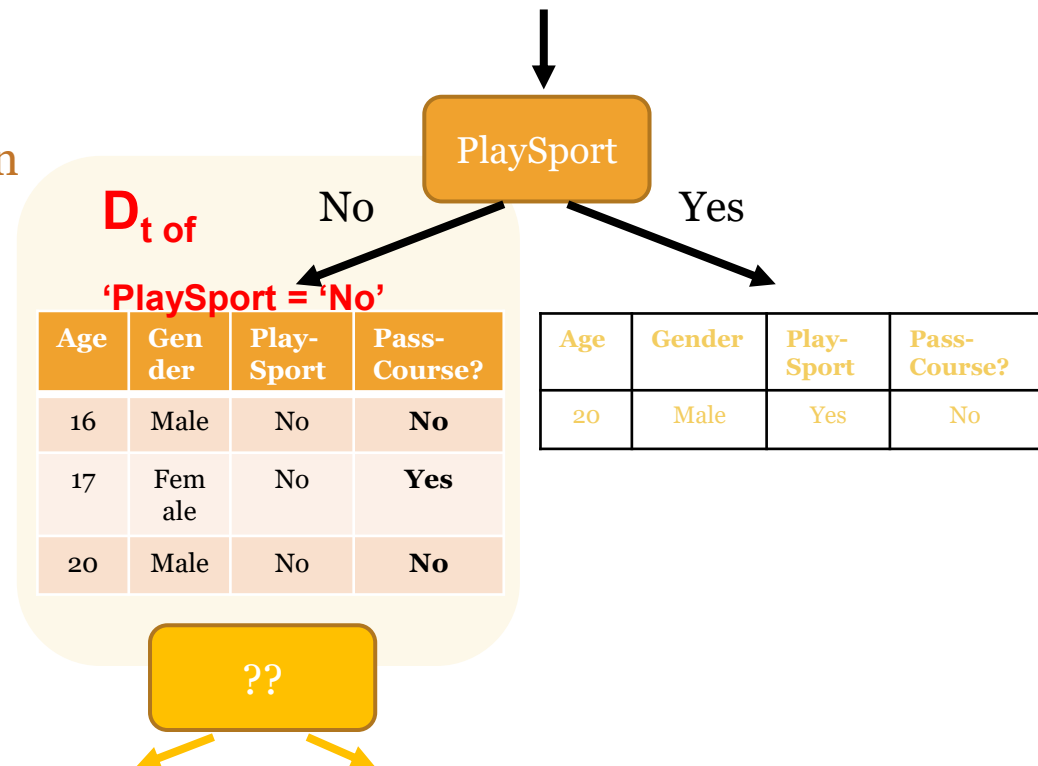 PlaySport
n
No
Yes
Dt of
‘PlaySport = ‘No’
Age Gen Play- Pass-
der Sport Course?
16 Male No No
17 Fem No Yes
ale
20 Male No No
Age Gender Play- Pass-
Sport Course?
20 Male Yes No
??